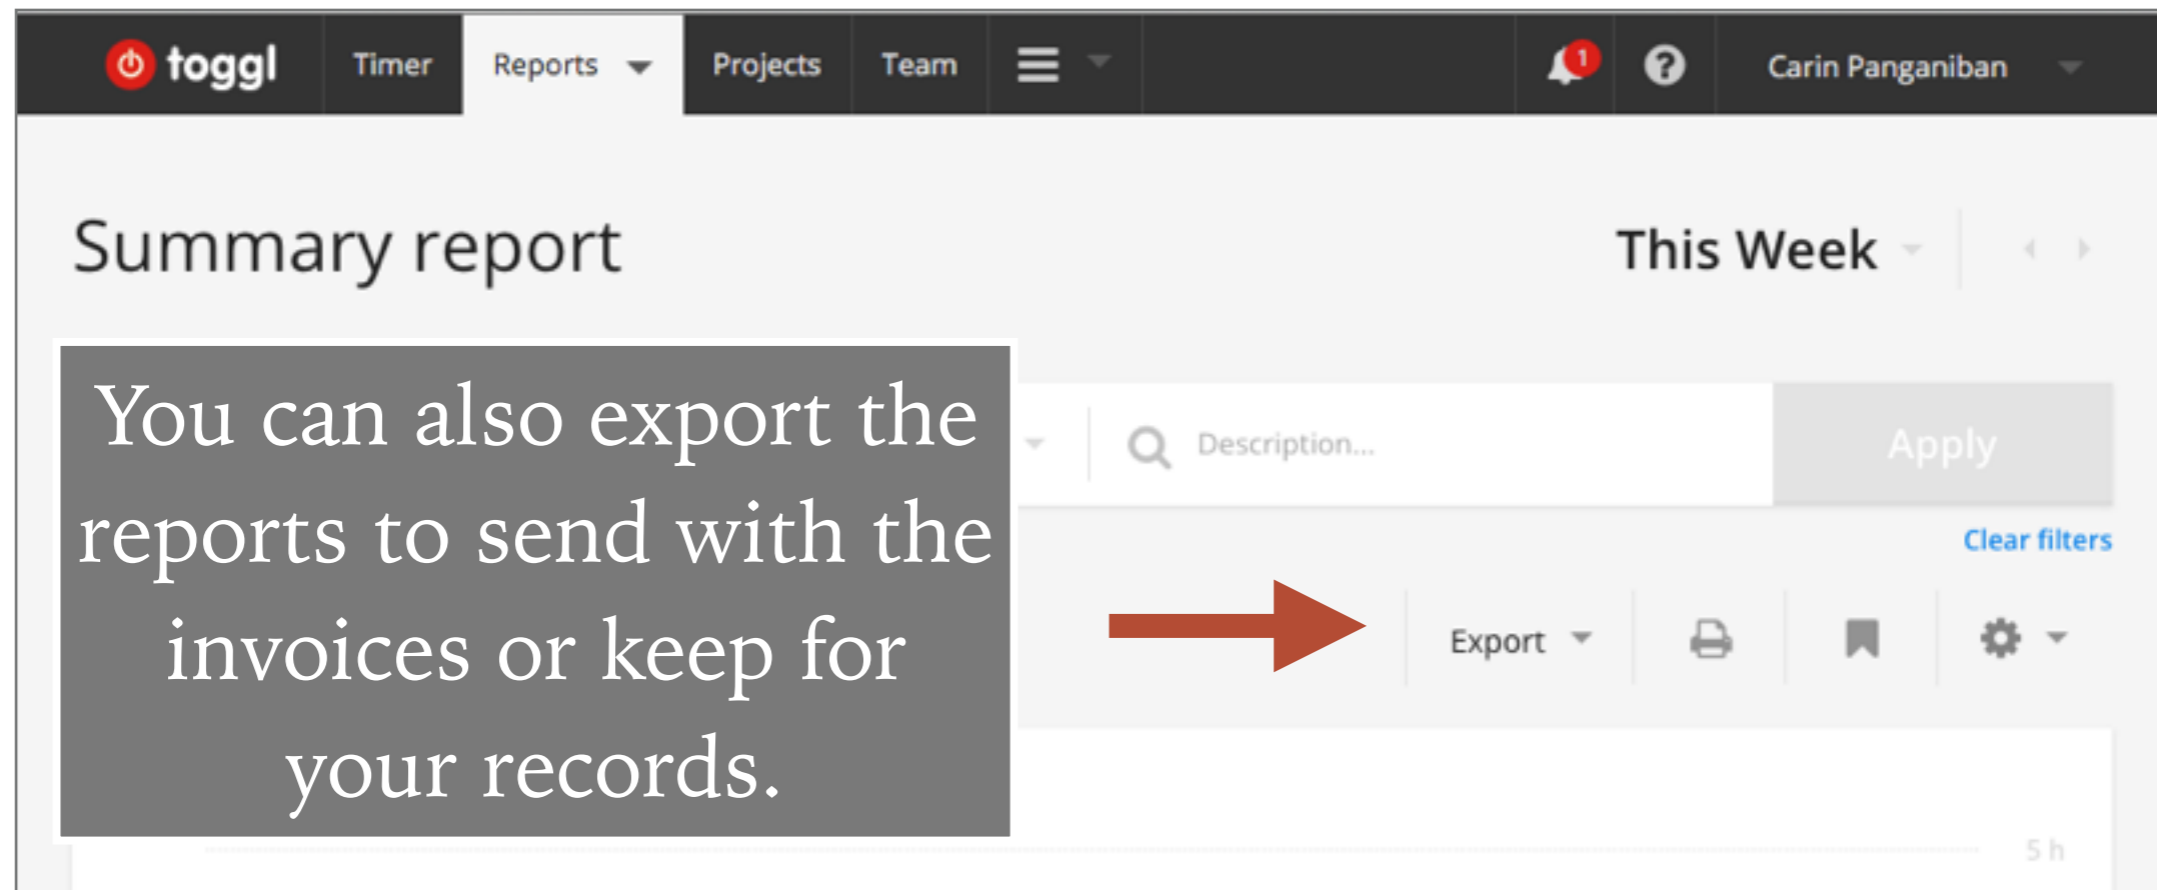 toggl Timer Reports Projects Team 1 ? Carin Panganiban
Summary report
This Week
You can also export the
reports to send with the
invoices or keep for
your records.
Description...
Apply
Clear filters
Export
5 h